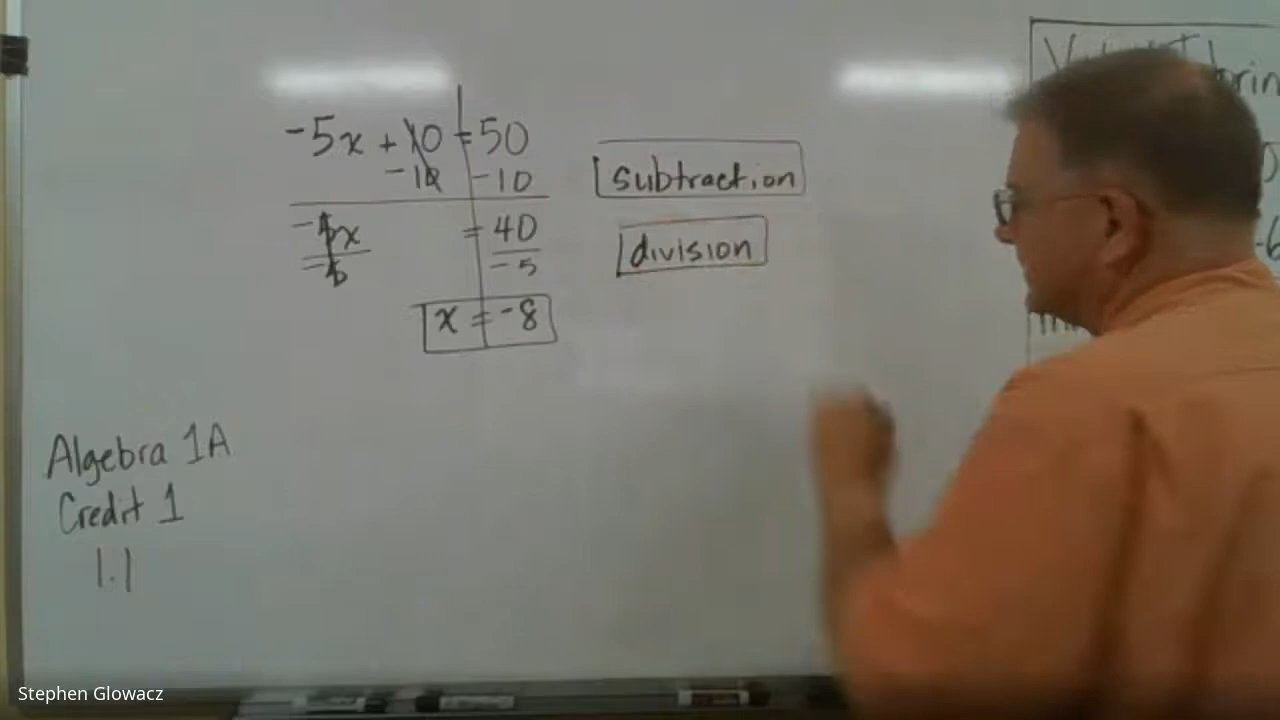 -5x + 10 = 50
-10 -10
subtraction
-5x = 40
-5 -5
division
x = -8
Algebra 1A
Credit 1
1.1
Stephen Glowacz